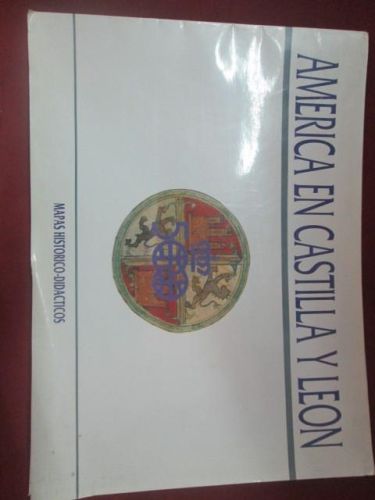 AMERICA EN CASTILLA Y LEON
MAPAS HISTORICO-DIDACTICOS